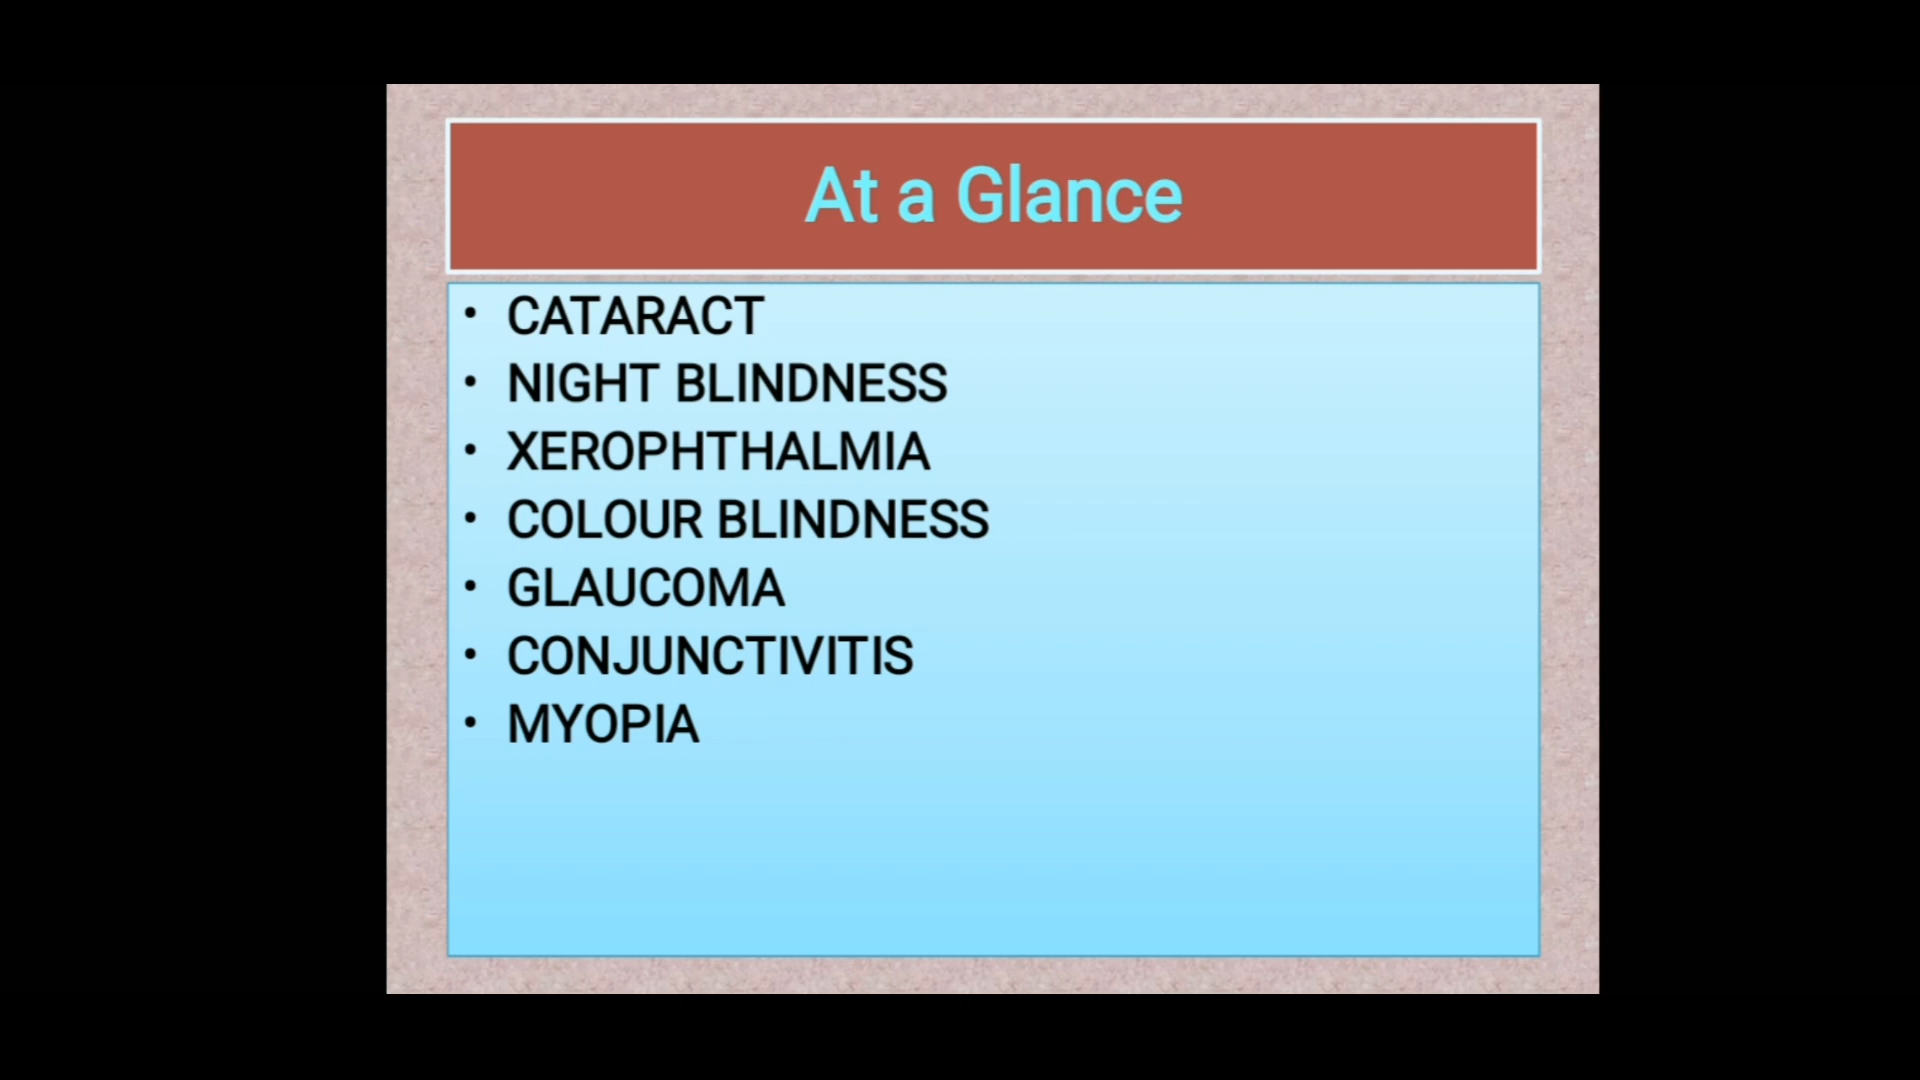 At a Glance
• CATARACT
• NIGHT BLINDNESS
• XEROPHTHALMIA
• COLOUR BLINDNESS
• GLAUCOMA
• CONJUNCTIVITIS
• MYOPIA